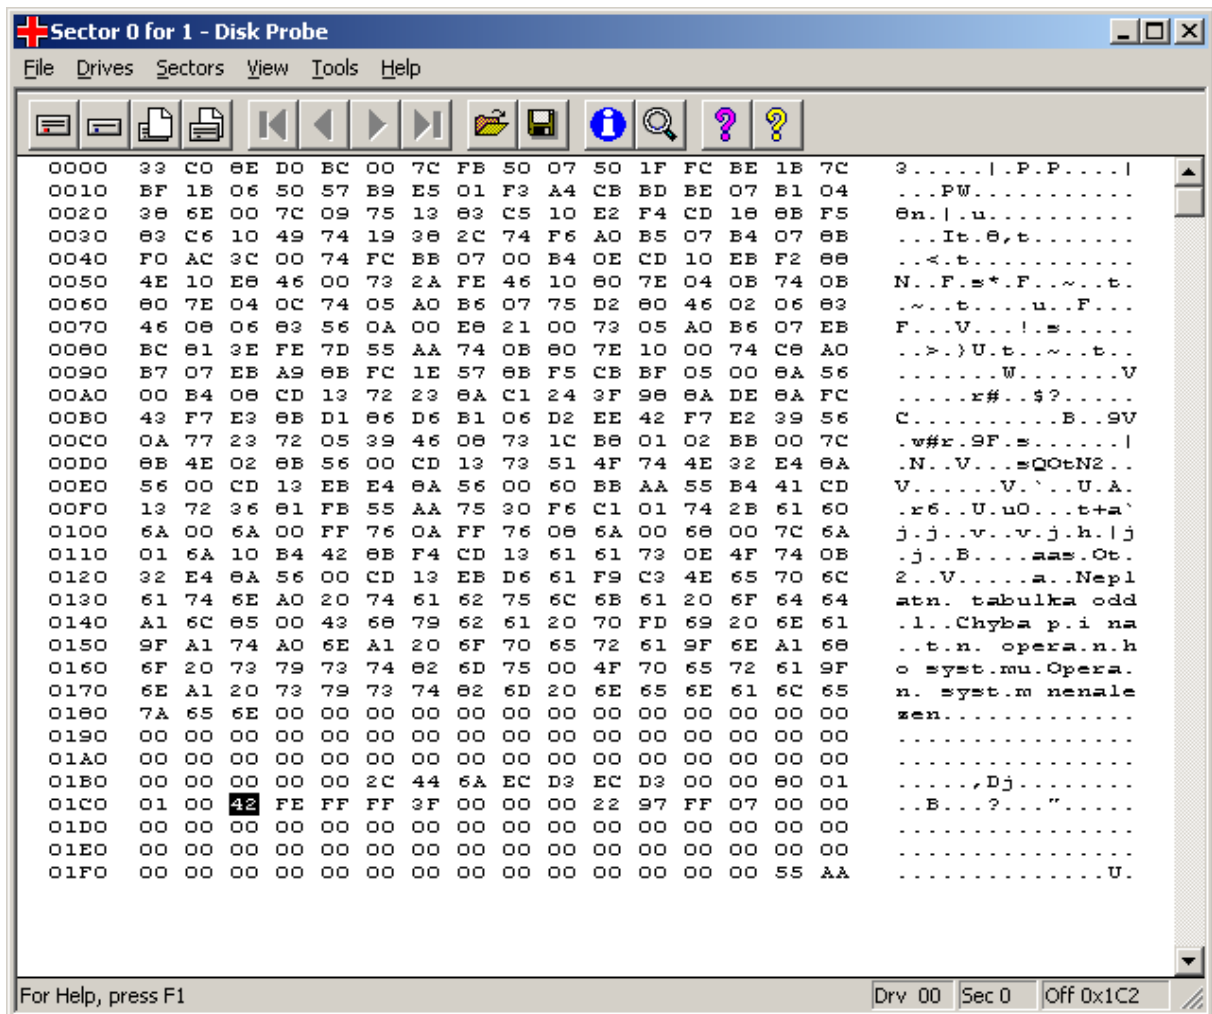 Sector 0 for 1 - Disk Probe
File Drives Sectors View Tools Help
0000 33 C0 8E D0 BC 00 7C FB 50 07 50 1F FC BE 1B 7C 3.....|.P.P....|
0010 BF 1B 06 50 57 B9 E5 01 F3 A4 CB BD BE 07 B1 04 ...PW...........
0020 38 6E 00 7C 09 75 13 83 C5 10 E2 F4 CD 18 8B F5 8n.|.u..........
0030 83 C6 10 49 74 19 38 2C 74 F6 A0 B5 07 B4 07 8B ...It.8,t.......
0040 F0 AC 3C 00 74 FC BB 07 00 B4 0E CD 10 EB F2 88 ..<.t...........
0050 4E 10 E8 46 00 73 2A FE 46 10 80 7E 04 0B 74 0B N..F.s*.F..~..t.
0060 80 7E 04 0C 74 05 A0 B6 07 75 D2 80 46 02 06 83 .~..t....u..F...
0070 46 08 06 83 56 0A 00 E8 21 00 73 05 A0 B6 07 EB F...V...!.s.....
0080 BC 81 3E FE 7D 55 AA 74 0B 80 7E 10 00 74 C8 A0 ..>.}U.t..~..t..
0090 B7 07 EB A9 8B FC 1E 57 8B F5 CB BF 05 00 8A 56 .......W.......V
00A0 00 B4 08 CD 13 72 23 8A C1 24 3F 98 8A DE 8A FC .....r#..$?.....
00B0 43 F7 E3 8B D1 86 D6 B1 06 D2 EE 42 F7 E2 39 56 C..........B..9V
00C0 0A 77 23 72 05 39 46 08 73 1C B8 01 02 BB 00 7C .w#r.9F.s......|
00D0 8B 4E 02 8B 56 00 CD 13 73 51 4F 74 4E 32 E4 8A .N..V...sQOtN2..
00E0 56 00 CD 13 EB E4 8A 56 00 60 BB AA 55 B4 41 CD V......V.`..U.A.
00F0 13 72 36 81 FB 55 AA 75 30 F6 C1 01 74 2B 61 60 .r6..U.u0...t+a`
0100 6A 00 6A 00 FF 76 0A FF 76 08 6A 00 68 00 7C 6A j.j..v..v.j.h.|j
0110 01 6A 10 B4 42 8B F4 CD 13 61 61 73 0E 4F 74 0B .j..B....aas.Ot.
0120 32 E4 8A 56 00 CD 13 EB D6 61 F9 C3 4E 65 70 6C 2..V.....a..Nepl
0130 61 74 6E A0 20 74 61 62 75 6C 6B 61 20 6F 64 64 atn. tabulka odd
0140 A1 6C 85 00 43 68 79 62 61 20 70 FD 69 20 6E 61 .l..Chyba p.i na
0150 9F A1 74 A0 6E A1 20 6F 70 65 72 61 9F 6E A1 68 ..t.n. opera.n.h
0160 6F 20 73 79 73 74 82 6D 75 00 4F 70 65 72 61 9F o syst.mu.Opera.
0170 6E A1 20 73 79 73 74 82 6D 20 6E 65 6E 61 6C 65 n. syst.m nenale
0180 7A 65 6E 00 00 00 00 00 00 00 00 00 00 00 00 00 zen.............
0190 00 00 00 00 00 00 00 00 00 00 00 00 00 00 00 00 ................
01A0 00 00 00 00 00 00 00 00 00 00 00 00 00 00 00 00 ................
01B0 00 00 00 00 00 2C 44 6A EC D3 EC D3 00 00 80 01 .....,Dj........
01C0 01 00 42 FE FF FF 3F 00 00 00 22 97 FF 07 00 00 ..B...?...".....
01D0 00 00 00 00 00 00 00 00 00 00 00 00 00 00 00 00 ................
01E0 00 00 00 00 00 00 00 00 00 00 00 00 00 00 00 00 ................
01F0 00 00 00 00 00 00 00 00 00 00 00 00 00 00 55 AA ..............U.
For Help, press F1 Drv 00 Sec 0 Off 0x1C2